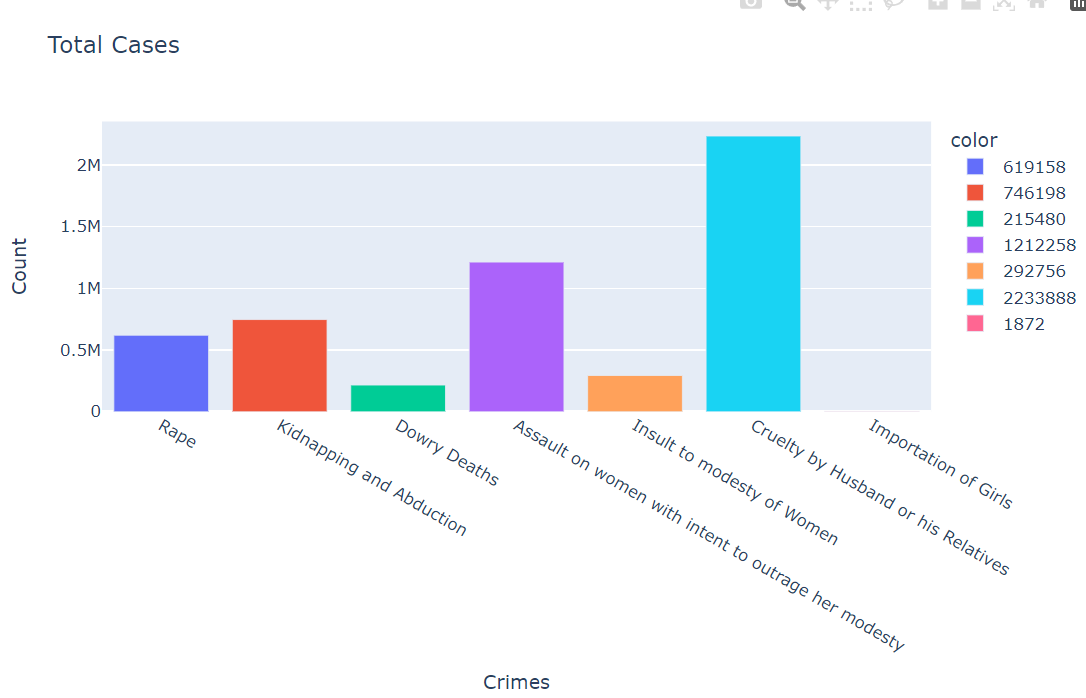 Total Cases
color
619158
746198
215480
1212258
292756
2233888
1872
2M
1.5M
1M
0.5M
0
Count
Rape
Kidnapping and Abduction
Dowry Deaths
Assault on women with intent to outrage her modesty
Insult to modesty of Women
Cruelty by Husband or his Relatives
Importation of Girls
Crimes